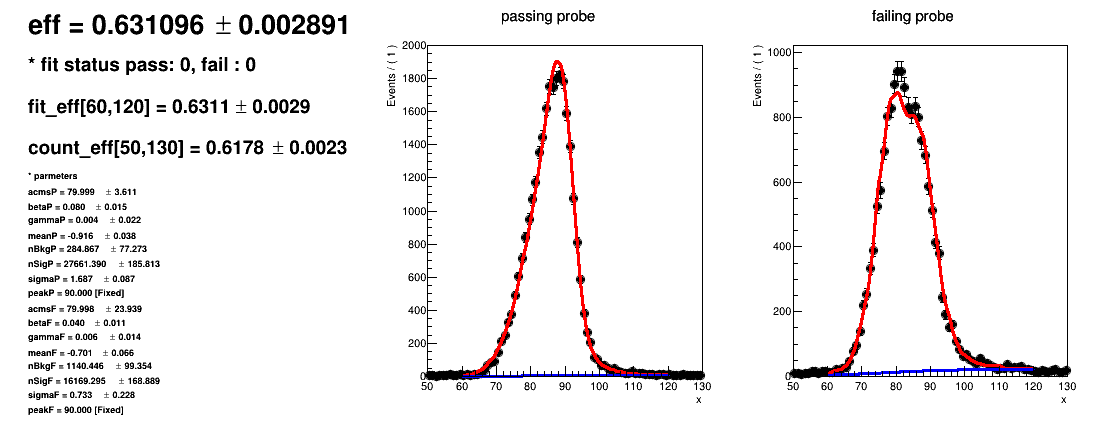 eff = 0.631096 ± 0.002891
* fit status pass: 0, fail : 0
fit_eff[60,120] = 0.6311 ± 0.0029
count_eff[50,130] = 0.6178 ± 0.0023
* parmeters
acmsP = 79.999 ± 3.611
betaP = 0.080 ± 0.015
gammaP = 0.004 ± 0.022
meanP = -0.916 ± 0.038
nBkgP = 284.867 ± 77.273
nSigP = 27661.390 ± 185.813
sigmaP = 1.687 ± 0.087
peakP = 90.000 [Fixed]
acmsF = 79.998 ± 23.939
betaF = 0.040 ± 0.011
gammaF = 0.006 ± 0.014
meanF = -0.701 ± 0.066
nBkgF = 1140.446 ± 99.354
nSigF = 16169.295 ± 168.889
sigmaF = 0.733 ± 0.228
peakF = 90.000 [Fixed]
passing probe
Events / ( 1 )
2000
1800
1600
1400
1200
1000
800
600
400
200
0
50 60 70 80 90 100 110 120 130
x
failing probe
Events / ( 1 )
1000
800
600
400
200
0
50 60 70 80 90 100 110 120 130
x